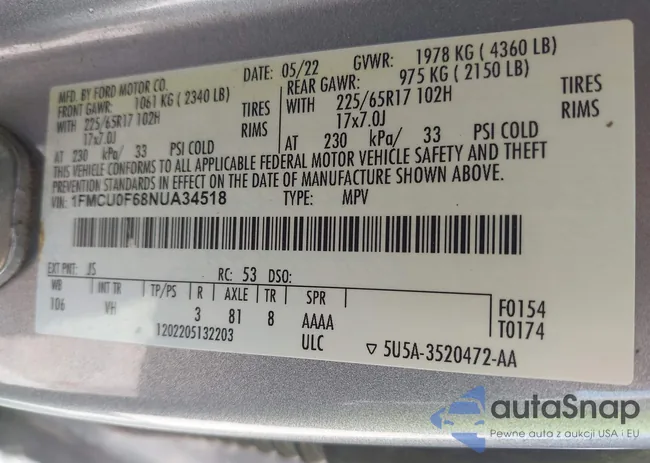 MFD. BY FORD MOTOR CO.
DATE: 05/22 GVWR: 1978 KG ( 4360 LB)
FRONT GAWR: 1061 KG ( 2340 LB)
REAR GAWR: 975 KG ( 2150 LB)
WITH 225/65R17 102H TIRES
WITH 225/65R17 102H TIRES
17x7.0J RIMS
17x7.0J RIMS
AT 230 kPa/ 33 PSI COLD
AT 230 kPa/ 33 PSI COLD
THIS VEHICLE CONFORMS TO ALL APPLICABLE FEDERAL MOTOR VEHICLE SAFETY AND THEFT
PREVENTION STANDARDS IN EFFECT ON THE DATE OF MANUFACTURE SHOWN ABOVE.
VIN: 1FMCU0F68NUA34518 TYPE: MPV
EXT PNT: JS RC: 53 DSO:
WB INT TR TP/PS R AXLE TR SPR
106 VH 3 81 8 AAAA
F0154
T0174
1202205132203 ULC
▽ 5U5A-3520472-AA
autaSnap
Pewne auta z aukcji USA i EU